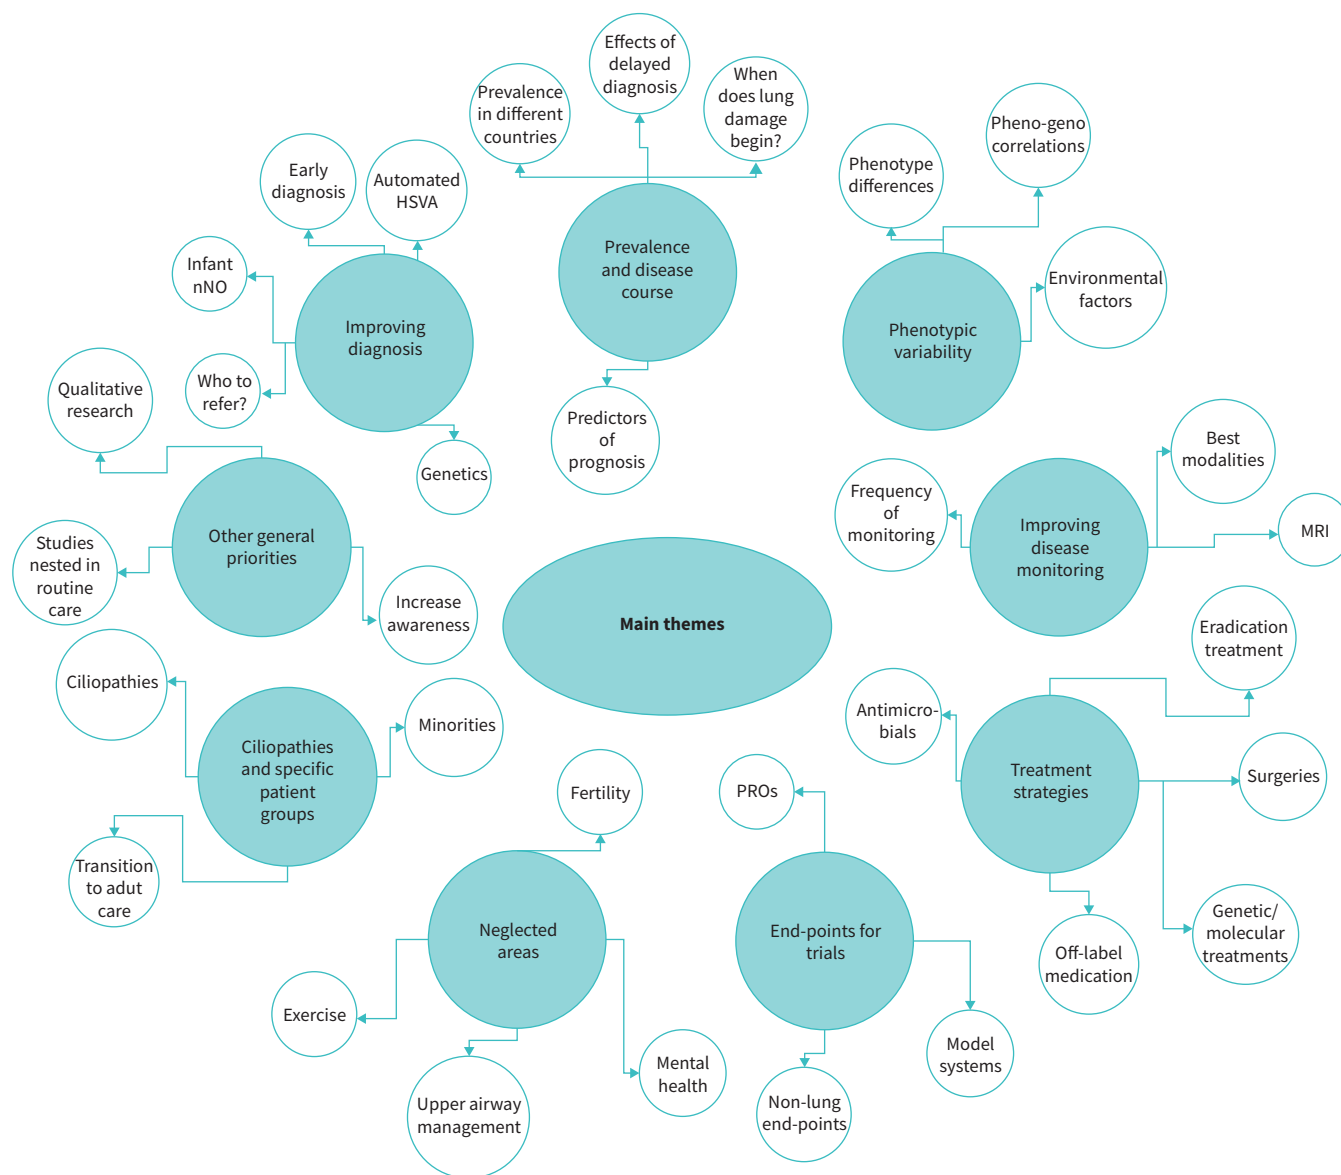 Effects of
delayed
diagnosis
Prevalence
in different
countries
When
does lung
damage
begin?
Pheno-geno
correlations
Phenotype
differences
Early
diagnosis
Automated
HSVA
Prevalence
and disease
course
Infant
nNO
Environmental
factors
Improving
diagnosis
Phenotypic
variability
Who to
refer?
Qualitative
research
Predictors
of
prognosis
Genetics
Best
modalities
Frequency
of
monitoring
Improving
disease
monitoring
MRI
Other general
priorities
Studies
nested in
routine
care
Increase
awareness
Main themes
Eradication
treatment
Ciliopathies
Minorities
Antimicro-
bials
Ciliopathies
and specific
patient
groups
Treatment
strategies
Surgeries
Fertility
PROs
Transition
to adut
care
Neglected
areas
End-points for
trials
Genetic/
molecular
treatments
Off-label
medication
Exercise
Mental
health
Model
systems
Upper airway
management
Non-lung
end-points